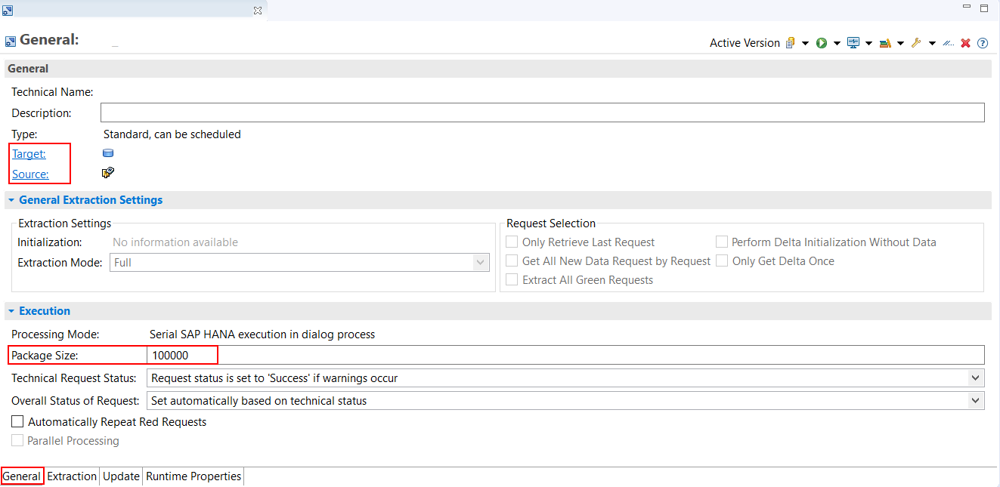 General:
Active Version
General
Technical Name:
Description:
Type: Standard, can be scheduled
Target:
Source:
General Extraction Settings
Extraction Settings
Initialization: No information available
Extraction Mode: Full
Request Selection
Only Retrieve Last Request Perform Delta Initialization Without Data
Get All New Data Request by Request Only Get Delta Once
Extract All Green Requests
Execution
Processing Mode: Serial SAP HANA execution in dialog process
Package Size: 100000
Technical Request Status: Request status is set to 'Success' if warnings occur
Overall Status of Request: Set automatically based on technical status
Automatically Repeat Red Requests
Parallel Processing
General Extraction Update Runtime Properties